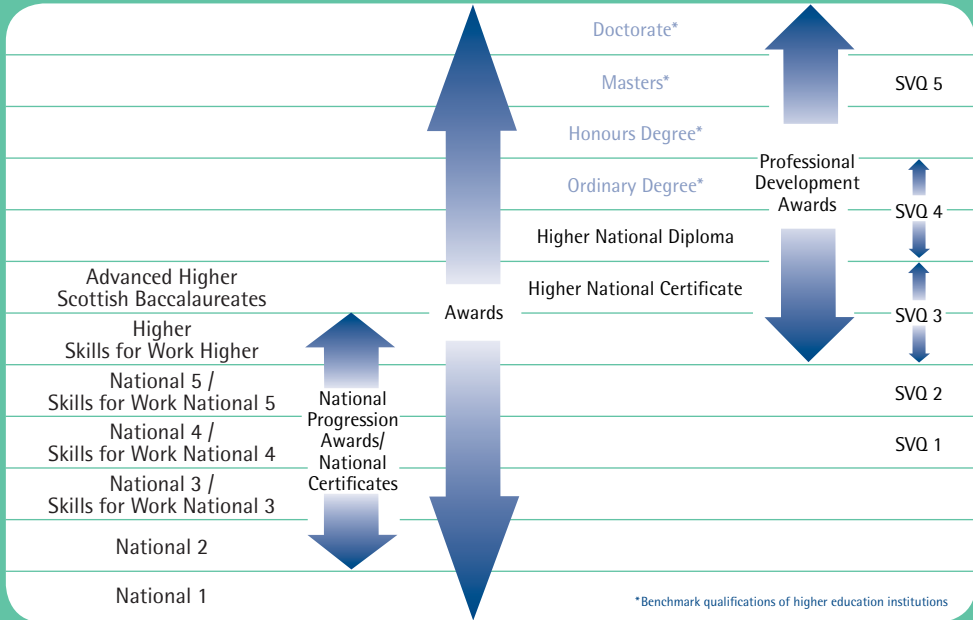 Doctorate*
Masters*
SVQ 5
Honours Degree*
Professional
Development
Awards
Ordinary Degree*
SVQ 4
Higher National Diploma
Advanced Higher
Scottish Baccalaureates
Higher National Certificate
Awards
SVQ 3
Higher
Skills for Work Higher
National 5 /
Skills for Work National 5
National
Progression
Awards/
National
Certificates
SVQ 2
National 4 /
Skills for Work National 4
SVQ 1
National 3 /
Skills for Work National 3
National 2
National 1
*Benchmark qualifications of higher education institutions